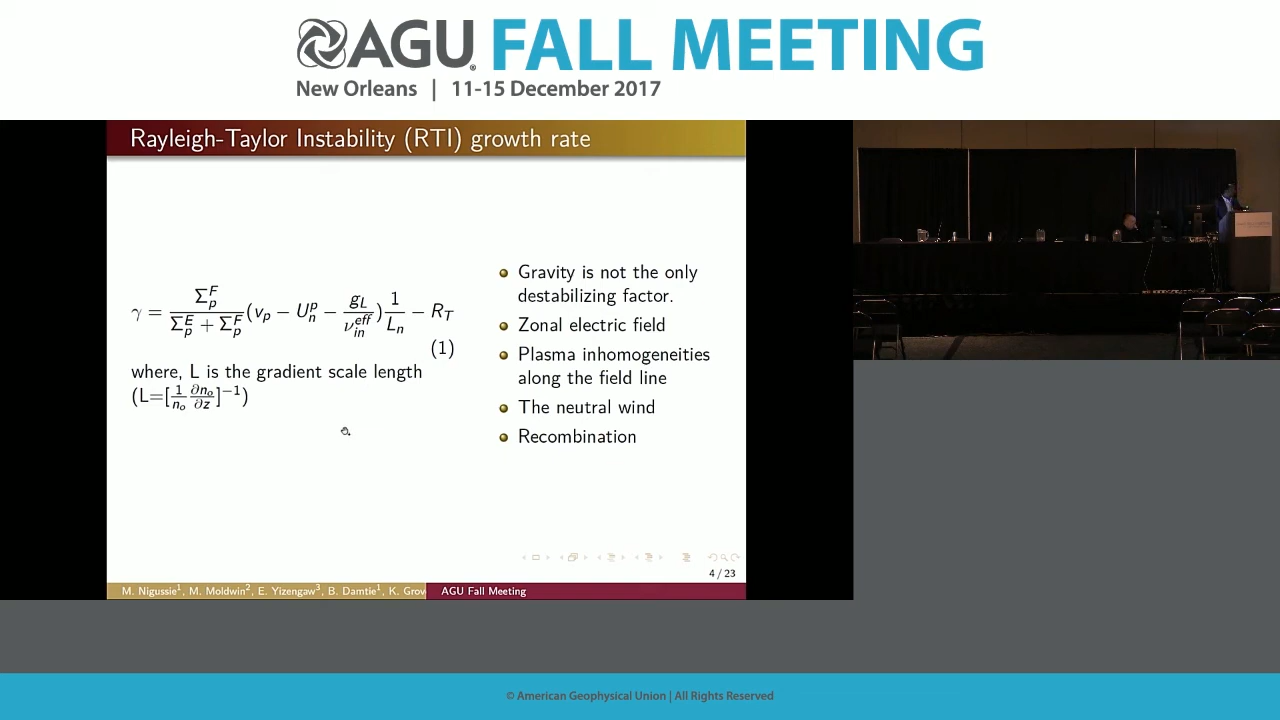 AGU FALL MEETING
New Orleans | 11-15 December 2017
Rayleigh-Taylor Instability (RTI) growth rate
γ = Σ_p^F / (Σ_p^E + Σ_p^F) (v_p − U_n^p − g_L / ν_in^eff) 1 / L_n − R_T
(1)
where, L is the gradient scale length
(L=[1/n_o ∂n_o/∂z]^−1)
Gravity is not the only
destabilizing factor.
Zonal electric field
Plasma inhomogeneities
along the field line
The neutral wind
Recombination
4 / 23
M. Nigussie¹, M. Moldwin², E. Yizengaw³, B. Damtie¹, K. Grov
AGU Fall Meeting
© American Geophysical Union | All Rights Reserved